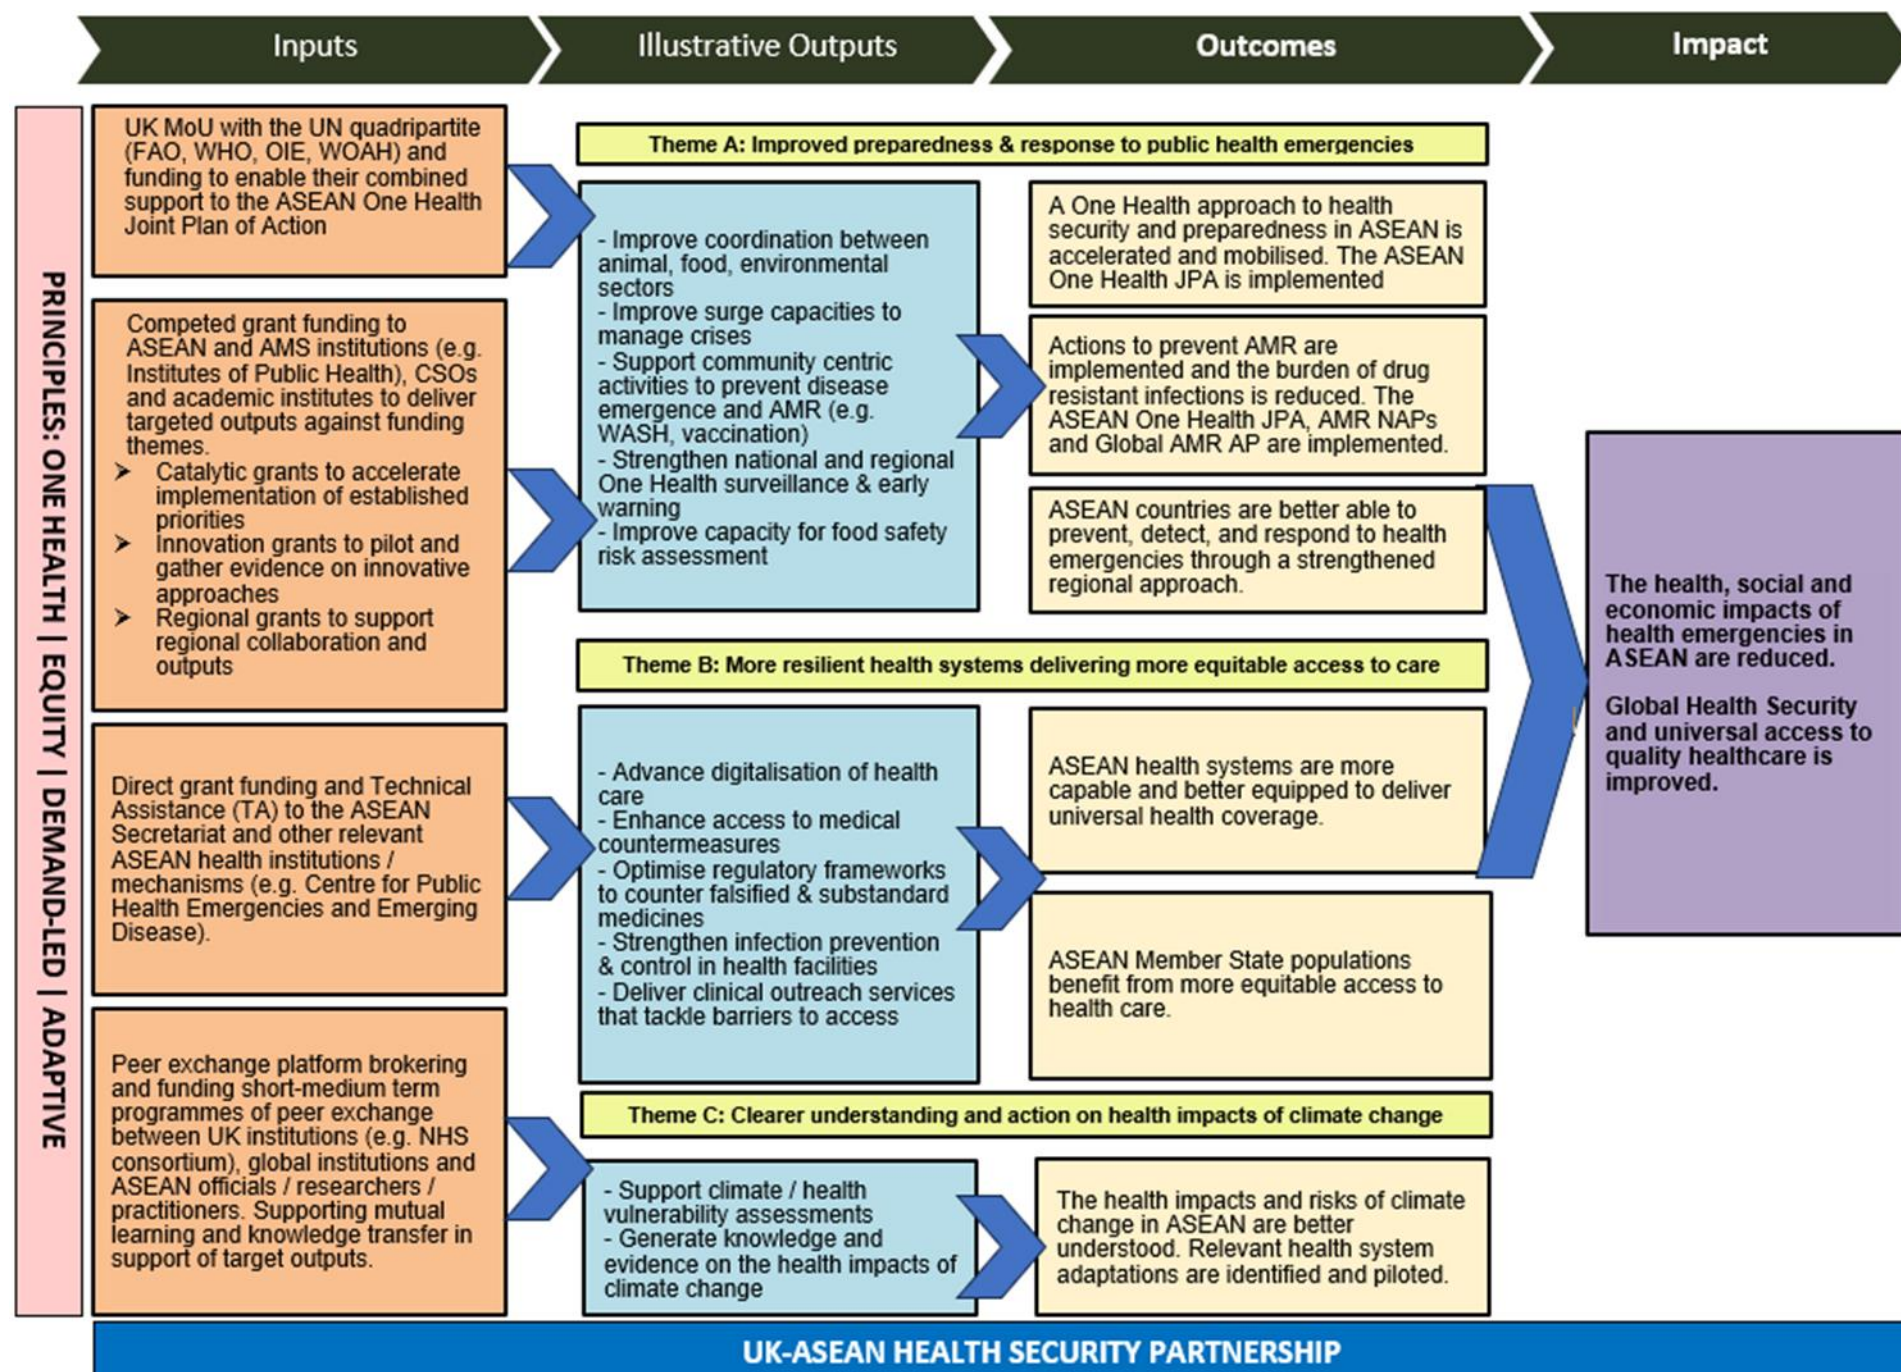 Inputs
Illustrative Outputs
Outcomes
Impact
PRINCIPLES: ONE HEALTH | EQUITY | DEMAND-LED | ADAPTIVE
UK MoU with the UN quadripartite
(FAO, WHO, OIE, WOAH) and
funding to enable their combined
support to the ASEAN One Health
Joint Plan of Action
Competed grant funding to
ASEAN and AMS institutions (e.g.
Institutes of Public Health), CSOs
and academic institutes to deliver
targeted outputs against funding
themes.
➢ Catalytic grants to accelerate
implementation of established
priorities
➢ Innovation grants to pilot and
gather evidence on innovative
approaches
➢ Regional grants to support
regional collaboration and
outputs
Direct grant funding and Technical
Assistance (TA) to the ASEAN
Secretariat and other relevant
ASEAN health institutions /
mechanisms (e.g. Centre for Public
Health Emergencies and Emerging
Disease).
Peer exchange platform brokering
and funding short-medium term
programmes of peer exchange
between UK institutions (e.g. NHS
consortium), global institutions and
ASEAN officials / researchers /
practitioners. Supporting mutual
learning and knowledge transfer in
support of target outputs.
Theme A: Improved preparedness & response to public health emergencies
- Improve coordination between
animal, food, environmental
sectors
- Improve surge capacities to
manage crises
- Support community centric
activities to prevent disease
emergence and AMR (e.g.
WASH, vaccination)
- Strengthen national and regional
One Health surveillance & early
warning
- Improve capacity for food safety
risk assessment
A One Health approach to health
security and preparedness in ASEAN is
accelerated and mobilised. The ASEAN
One Health JPA is implemented
Actions to prevent AMR are
implemented and the burden of drug
resistant infections is reduced. The
ASEAN One Health JPA, AMR NAPs
and Global AMR AP are implemented.
ASEAN countries are better able to
prevent, detect, and respond to health
emergencies through a strengthened
regional approach.
Theme B: More resilient health systems delivering more equitable access to care
- Advance digitalisation of health
care
- Enhance access to medical
countermeasures
- Optimise regulatory frameworks
to counter falsified & substandard
medicines
- Strengthen infection prevention
& control in health facilities
- Deliver clinical outreach services
that tackle barriers to access
ASEAN health systems are more
capable and better equipped to deliver
universal health coverage.
ASEAN Member State populations
benefit from more equitable access to
health care.
Theme C: Clearer understanding and action on health impacts of climate change
- Support climate / health
vulnerability assessments
- Generate knowledge and
evidence on the health impacts of
climate change
The health impacts and risks of climate
change in ASEAN are better
understood. Relevant health system
adaptations are identified and piloted.
The health, social and
economic impacts of
health emergencies in
ASEAN are reduced.
Global Health Security
and universal access to
quality healthcare is
improved.
UK-ASEAN HEALTH SECURITY PARTNERSHIP